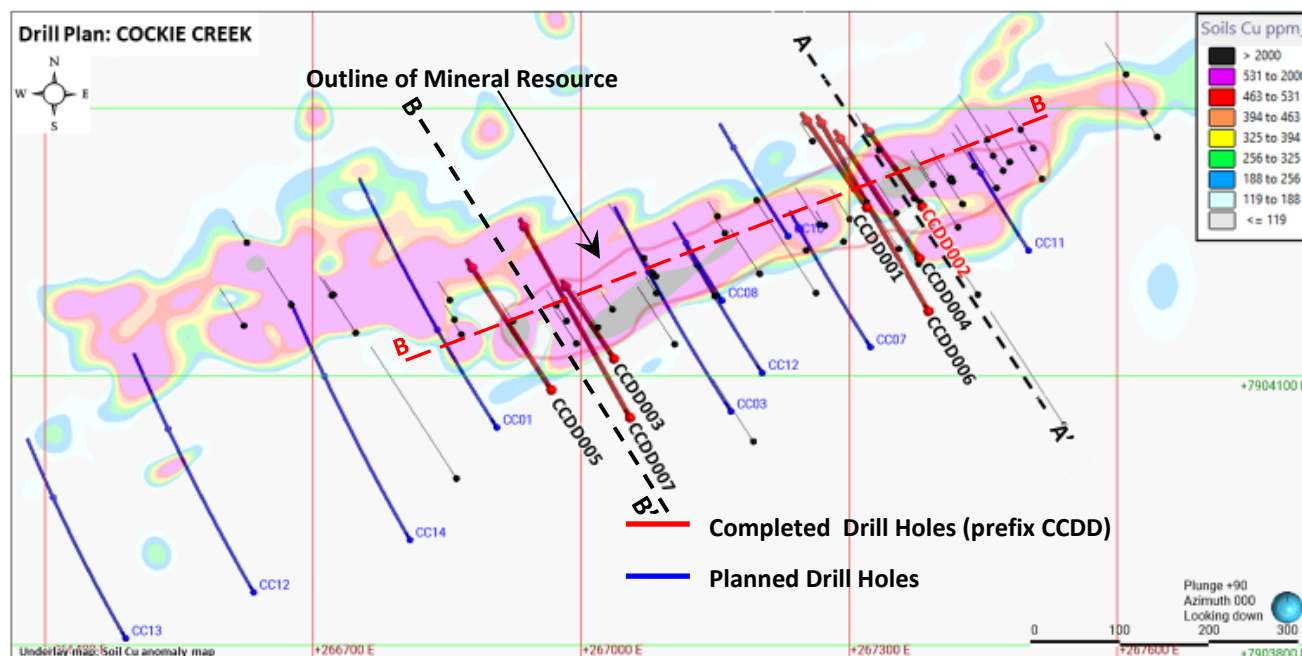 Drill Plan: COCKIE CREEK
N
W E
S
Outline of Mineral Resource
A
B
B
B
Soils Cu ppm_
> 2000
531 to 2000
463 to 531
394 to 463
325 to 394
256 to 325
188 to 256
119 to 188
<= 119
CC10
CC11
CCDD001
CCDD002
CCDD004
CCDD006
CC08
CC07
CC12
CC03
CCDD003
CCDD005
CCDD007
CC01
+7904100
A'
B'
CC14
CC12
CC13
Completed Drill Holes (prefix CCDD)
Planned Drill Holes
Plunge +90
Azimuth 000
Looking down
0 100 200 300
Underlay map: Soil Cu anomaly map
+266700 E
+267000 E
+267300 E
+267600 E
+7903800